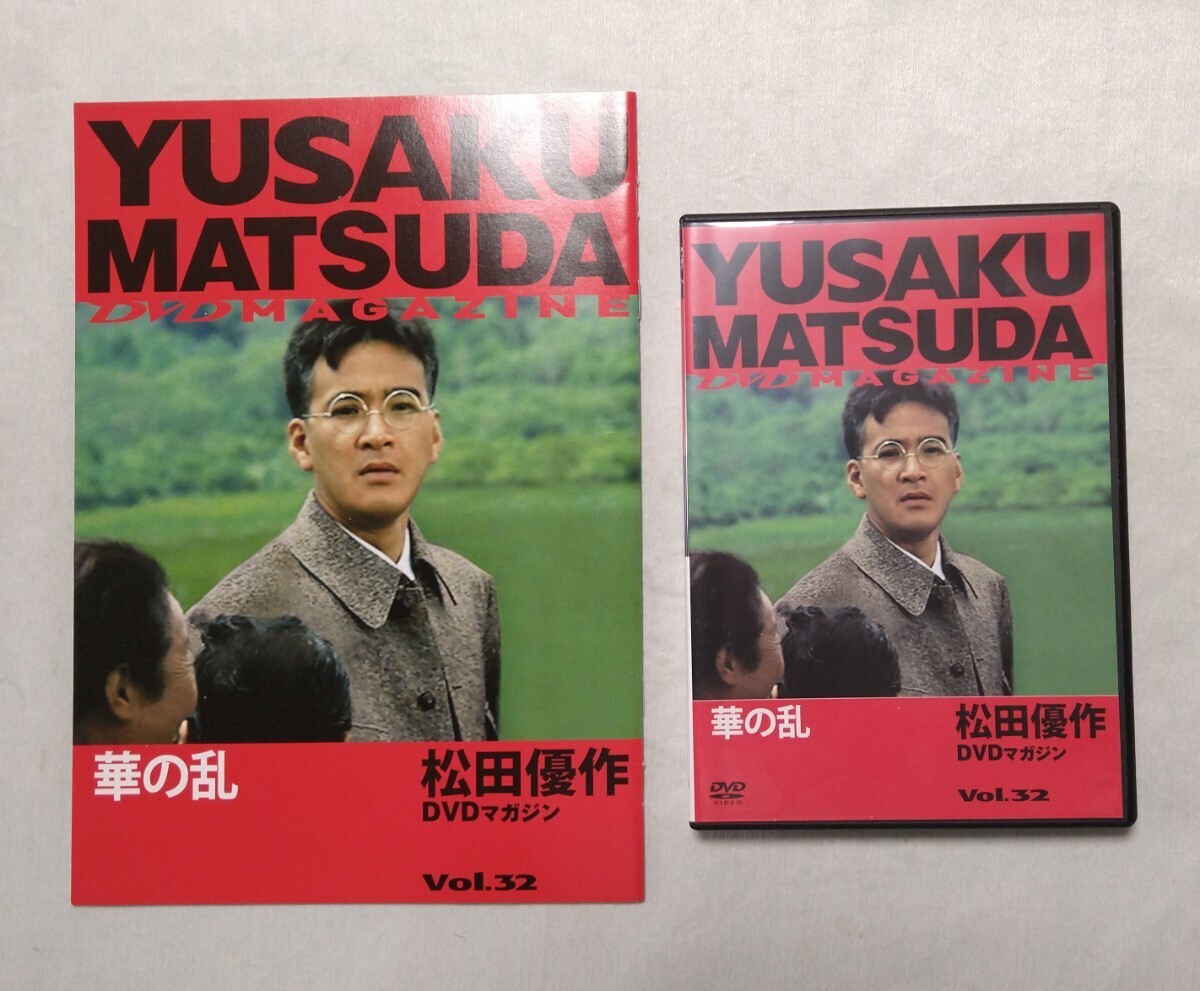 YUSAKU
MATSUDA
DVD MAGAZINE
華の乱
松田優作
DVDマガジン
Vol.32
YUSAKU
MATSUDA
DVD MAGAZINE
華の乱
松田優作
DVDマガジン
DVD
VIDEO
Vol.32